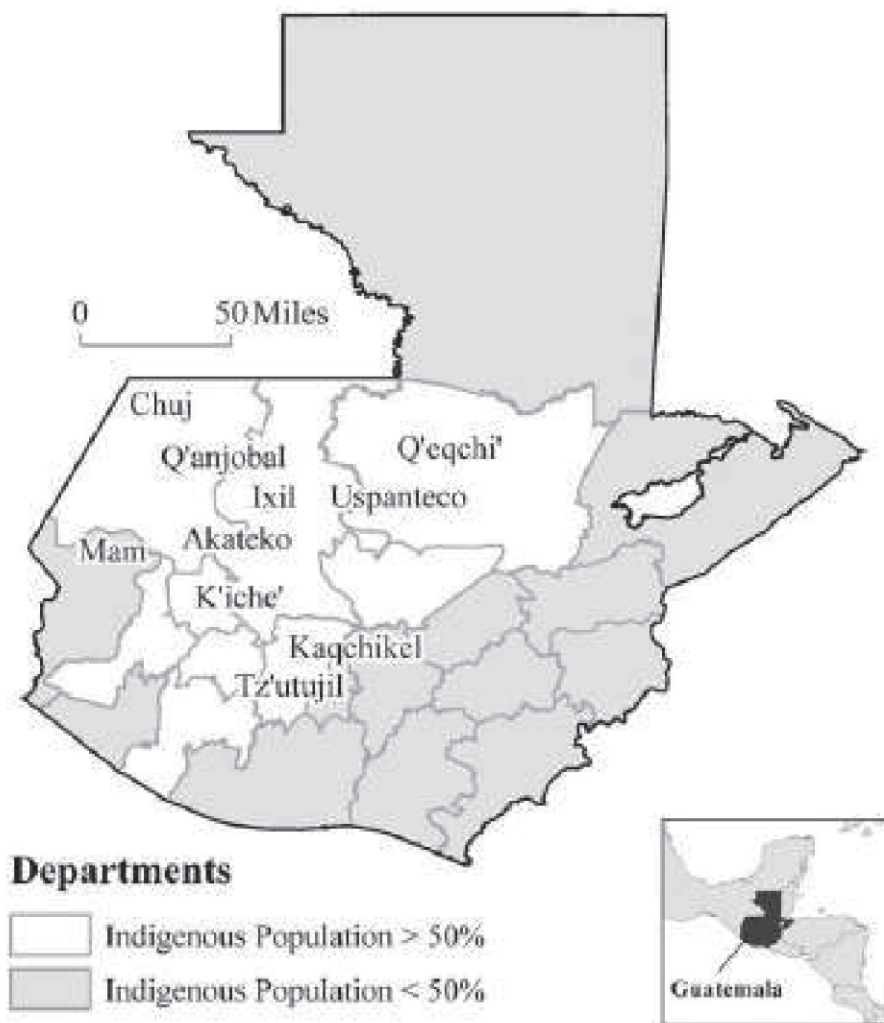 0 50 Miles
Chuj
Q'anjobal
Q'eqchi'
Ixil
Uspanteco
Mam
Akateko
K'iche'
Kaqchikel
Tz'utujil
Departments
Indigenous Population > 50%
Indigenous Population < 50%
Guatemala